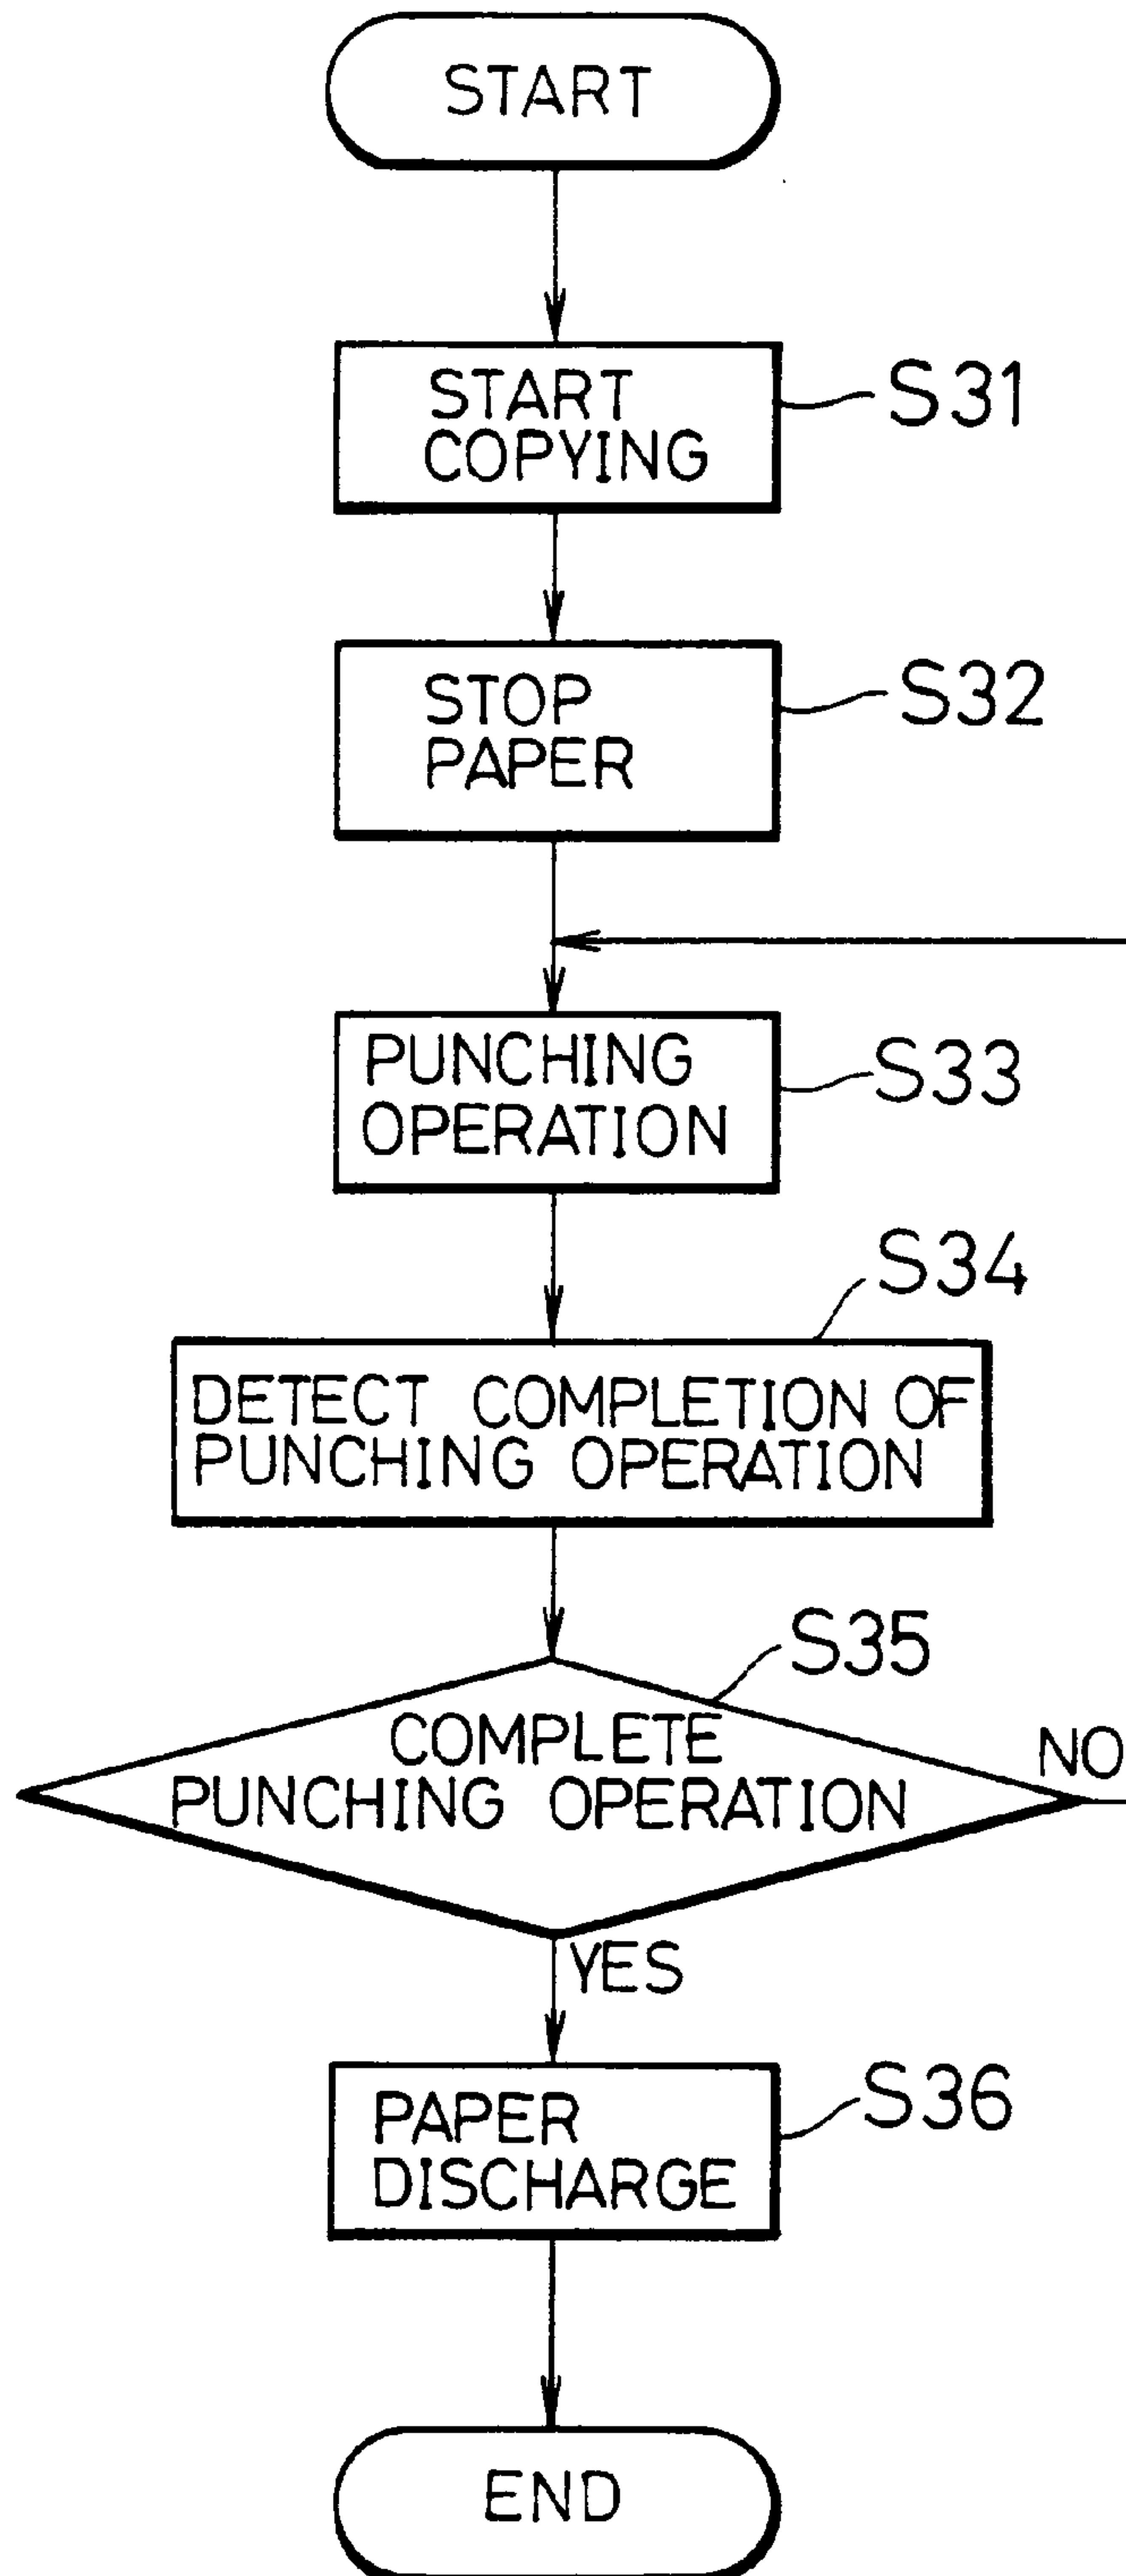 START
START
COPYING
S31
STOP
PAPER
S32
PUNCHING
OPERATION
S33
S34
DETECT COMPLETION OF
PUNCHING OPERATION
S35
COMPLETE
PUNCHING OPERATION
NO
YES
PAPER
DISCHARGE
S36
END